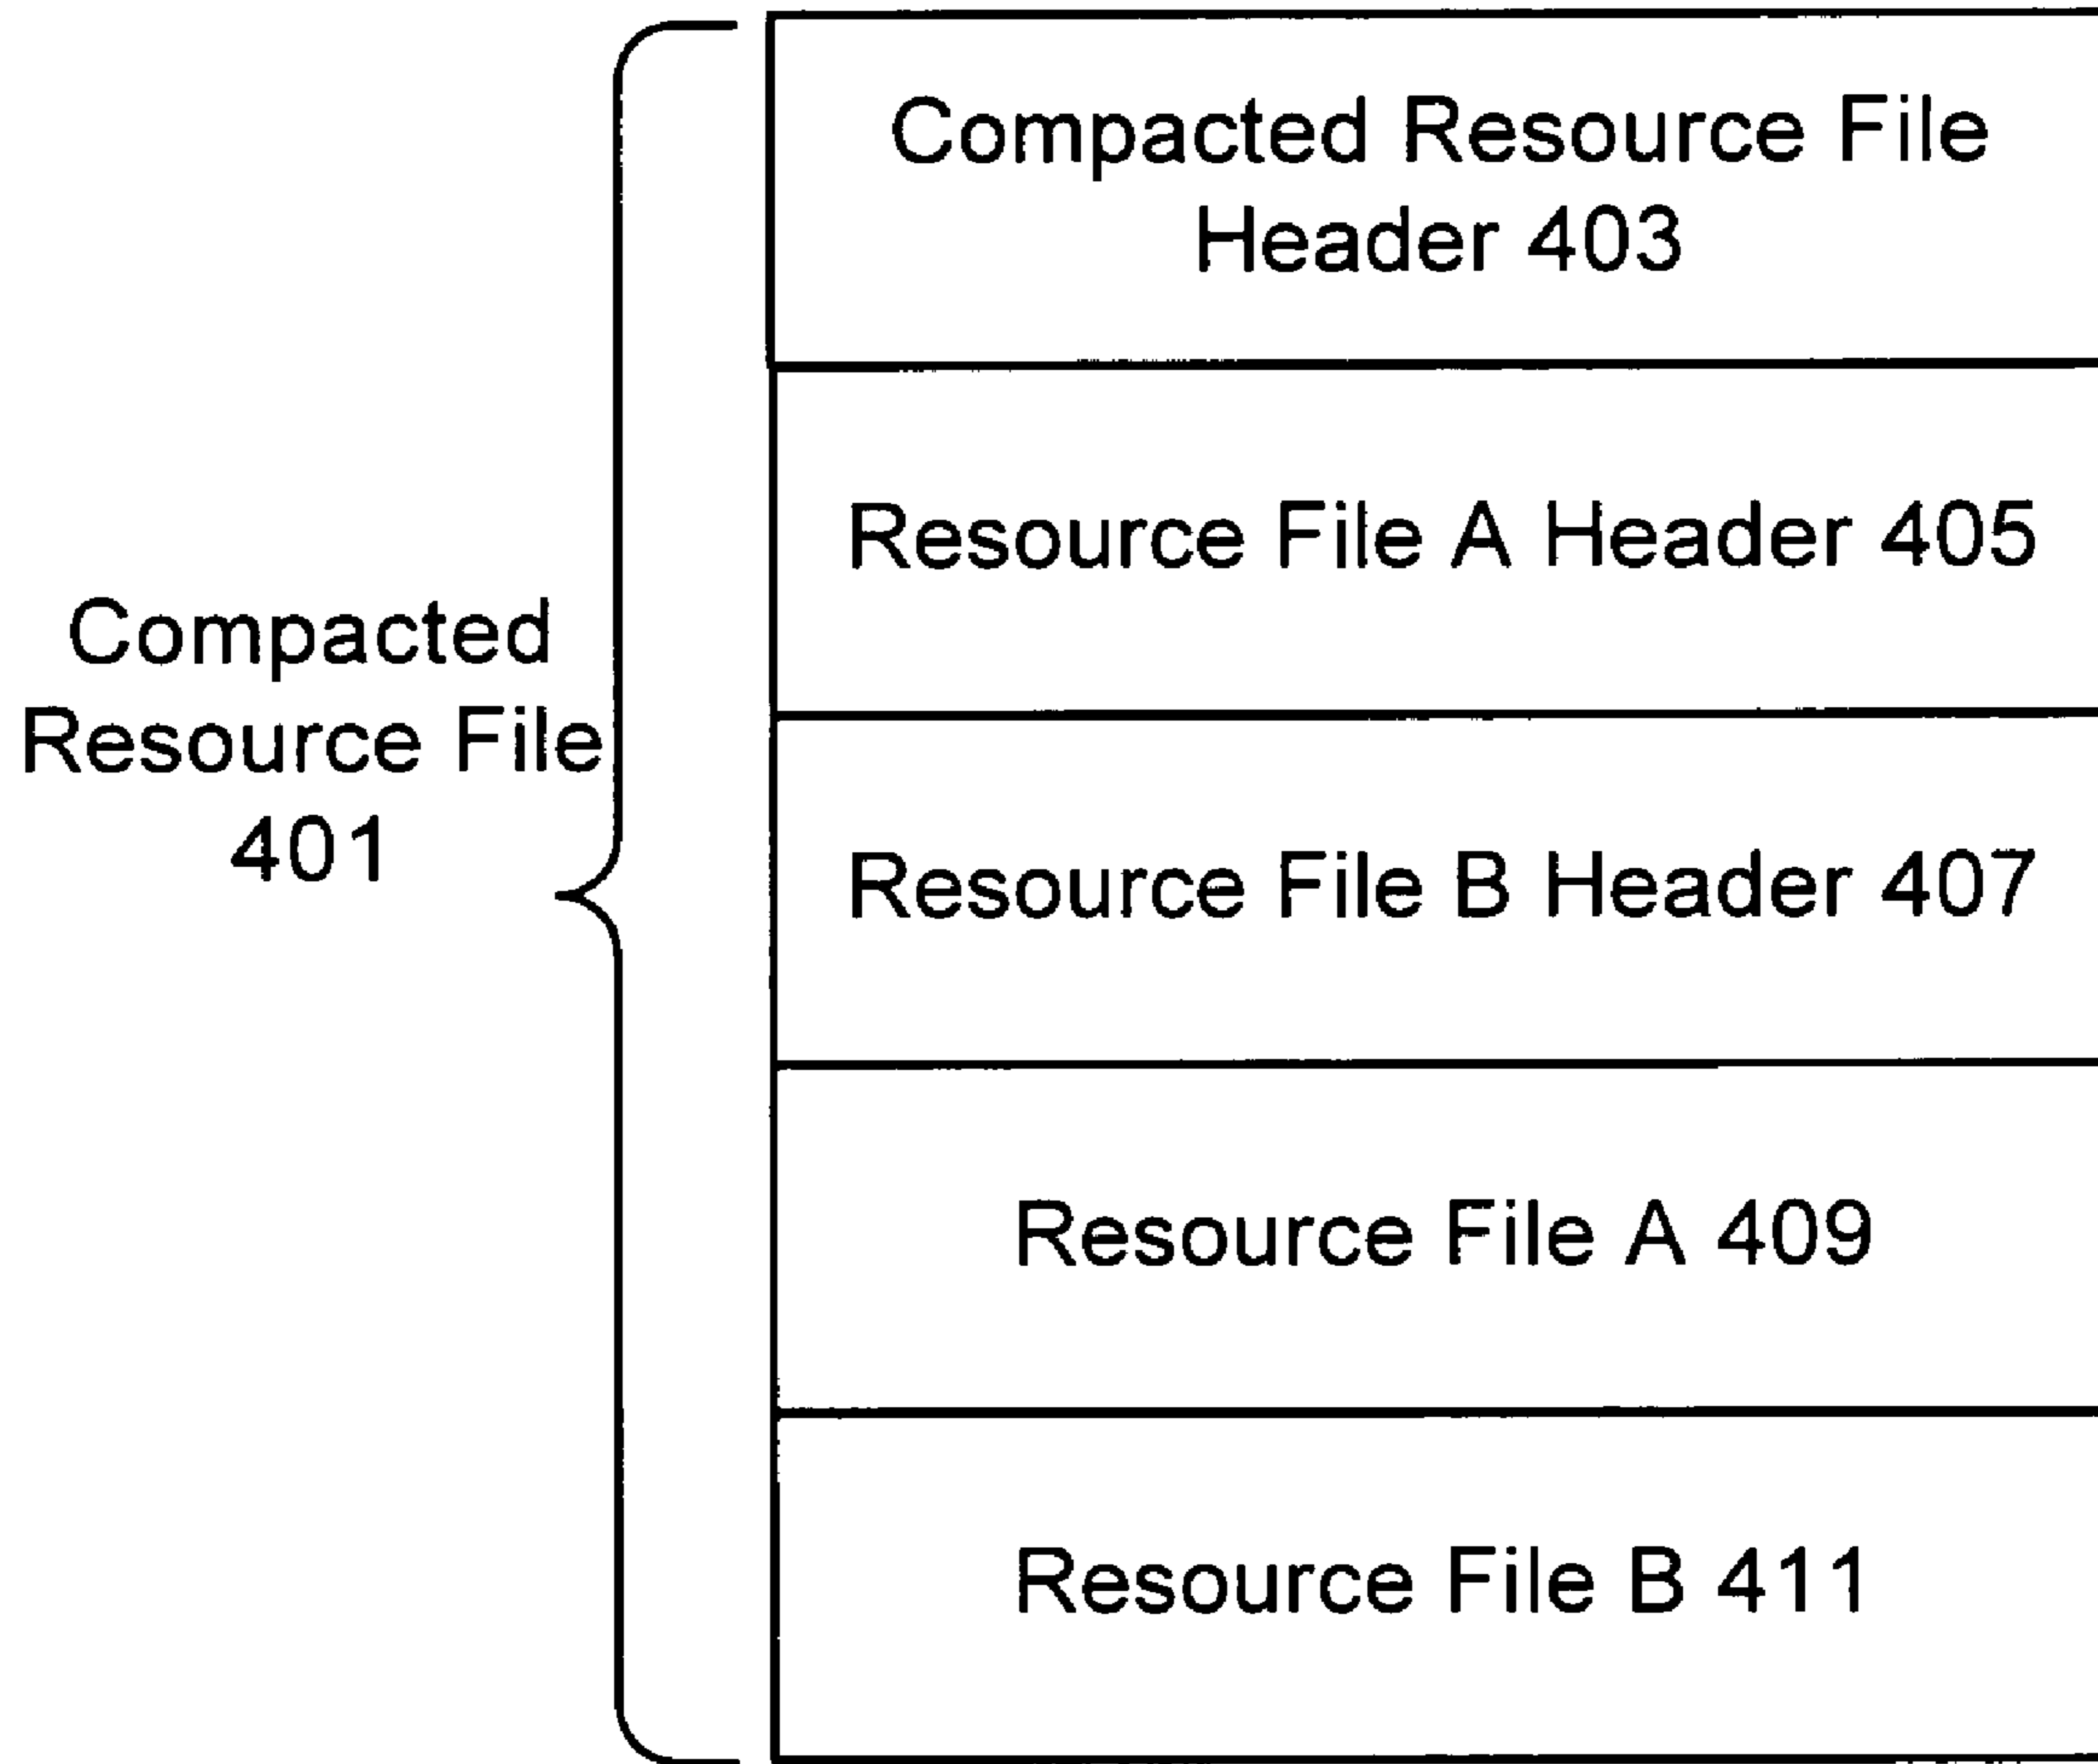 Compacted Resource File
Header 403
Resource File A Header 405
Compacted
Resource File
401
Resource File B Header 407
Resource File A 409
Resource File B 411